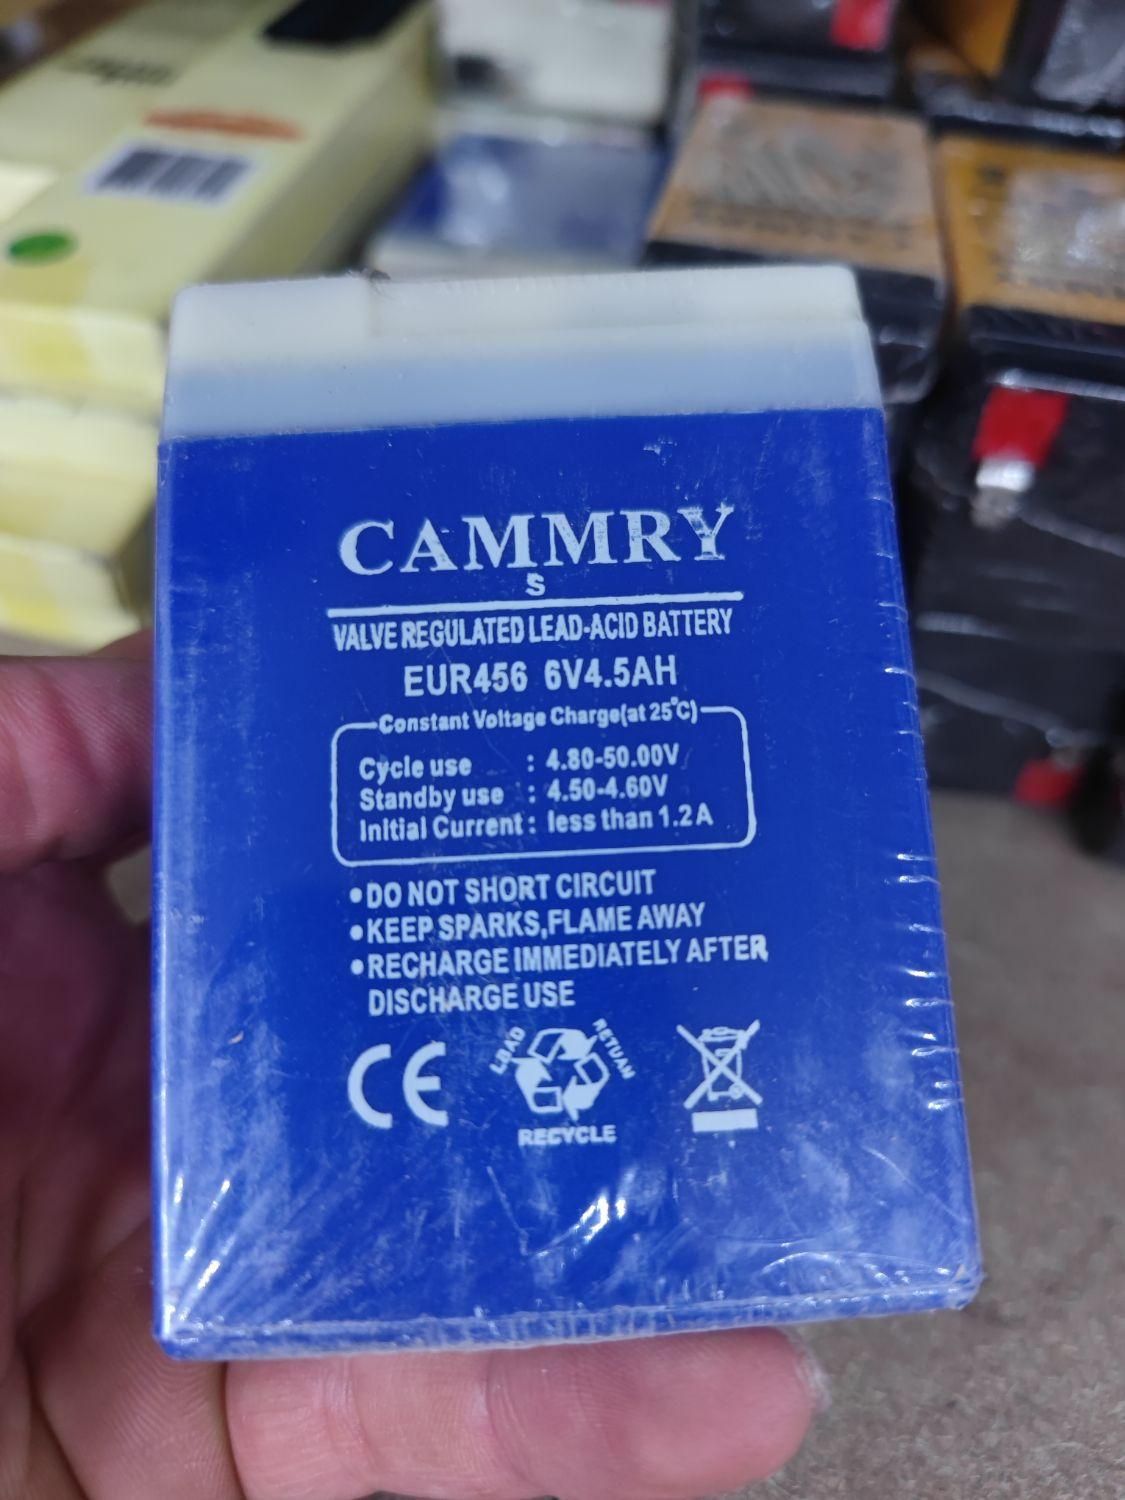 CAMMRY
S
VALVE REGULATED LEAD-ACID BATTERY
EUR456 6V4.5AH
Constant Voltage Charge(at 25°C)
Cycle use : 4.80-50.00V
Standby use : 4.50-4.60V
Initial Current : less than 1.2A
•DO NOT SHORT CIRCUIT
•KEEP SPARKS,FLAME AWAY
•RECHARGE IMMEDIATELY AFTER
DISCHARGE USE
CE
LEAD RETUAN
RECYCLE